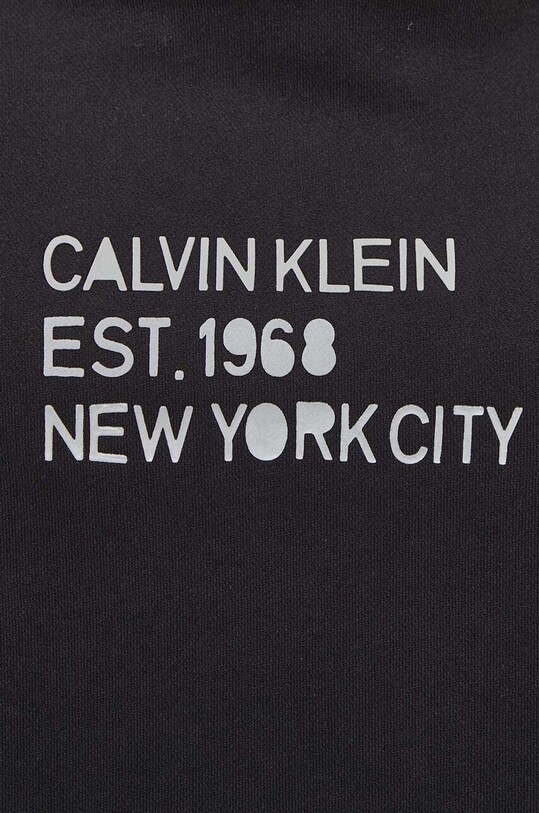 CALVIN KLEIN
EST. 1968
NEW YORK CITY